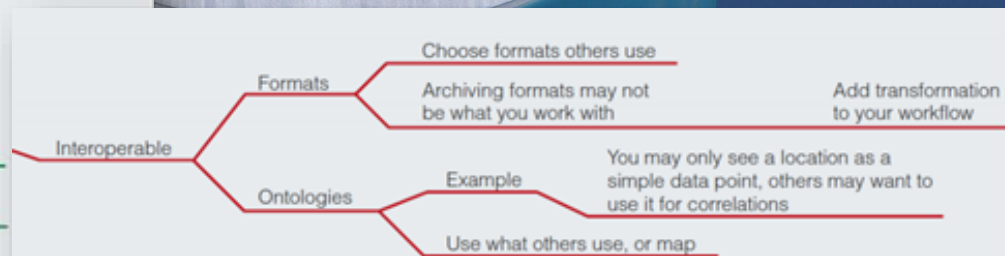 Choose formats others use
Formats
Archiving formats may not
be what you work with
Add transformation
to your workflow
Interoperable
You may only see a location as a
simple data point, others may want to
use it for correlations
Example
Ontologies
Use what others use, or map